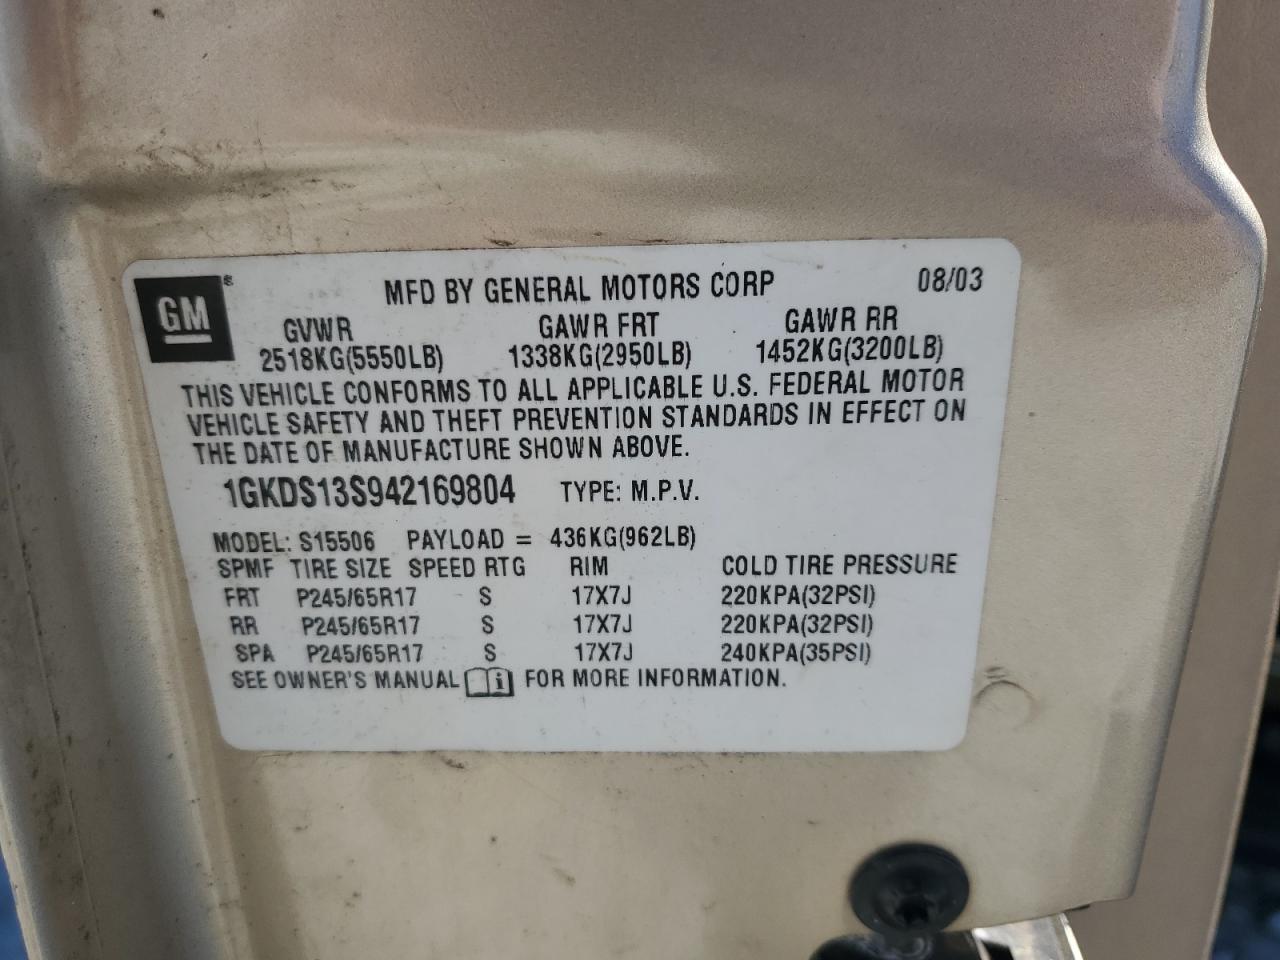 GM ® MFD BY GENERAL MOTORS CORP 08/03
GVWR GAWR FRT GAWR RR
2518KG(5550LB) 1338KG(2950LB) 1452KG(3200LB)
THIS VEHICLE CONFORMS TO ALL APPLICABLE U.S. FEDERAL MOTOR
VEHICLE SAFETY AND THEFT PREVENTION STANDARDS IN EFFECT ON
THE DATE OF MANUFACTURE SHOWN ABOVE.
1GKDS13S942169804 TYPE: M.P.V.
MODEL: S15506 PAYLOAD = 436KG(962LB)
SPMF TIRE SIZE SPEED RTG RIM COLD TIRE PRESSURE
FRT P245/65R17 S 17X7J 220KPA(32PSI)
RR P245/65R17 S 17X7J 220KPA(32PSI)
SPA P245/65R17 S 17X7J 240KPA(35PSI)
SEE OWNER'S MANUAL i FOR MORE INFORMATION.